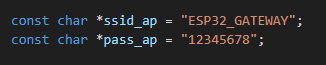 const char *ssid_ap = "ESP32_GATEWAY";
const char *pass_ap = "12345678";